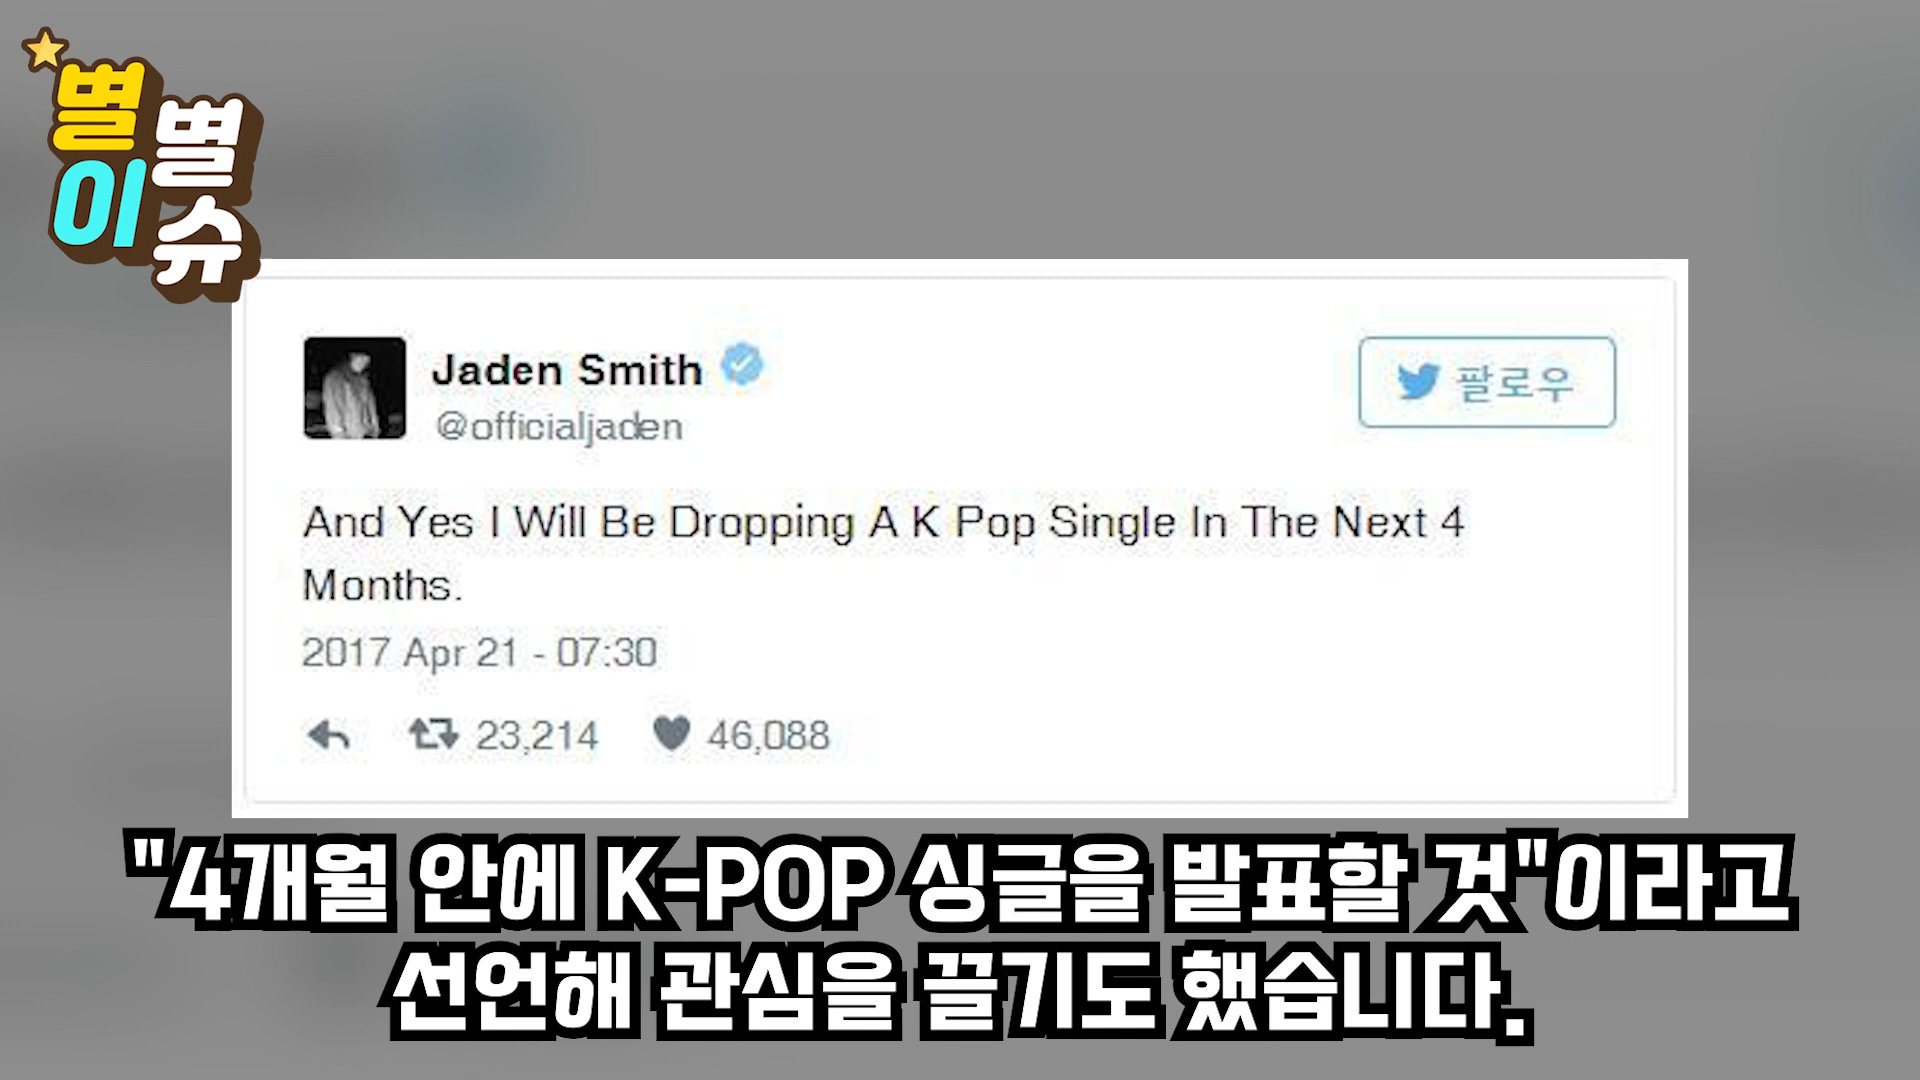 별별
이슈
Jaden Smith
@officialjaden
팔로우
And Yes I Will Be Dropping A K Pop Single In The Next 4
Months.
2017 Apr 21 - 07:30
23,214 46,088
"4개월 안에 K-POP 싱글을 발표할 것"이라고
선언해 관심을 끌기도 했습니다.